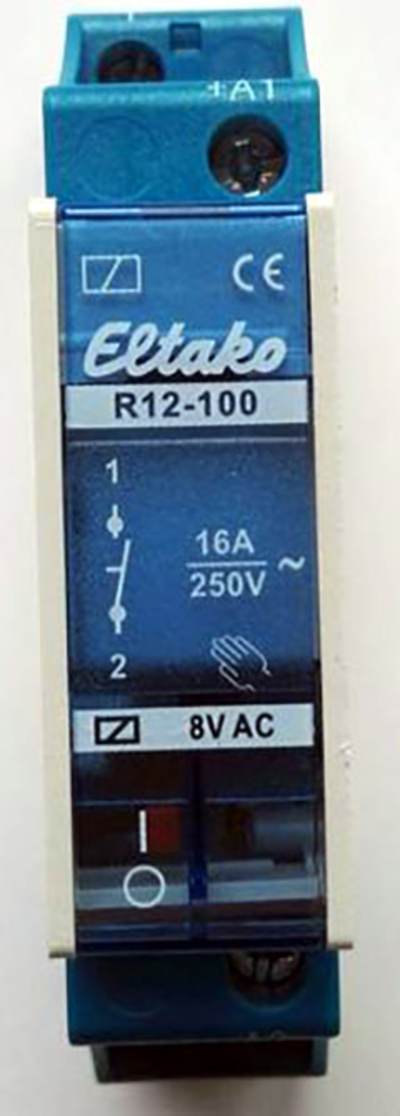 +A1
CE
Eltako
R12-100
1
16A
250V ~
2
8V AC
I
O